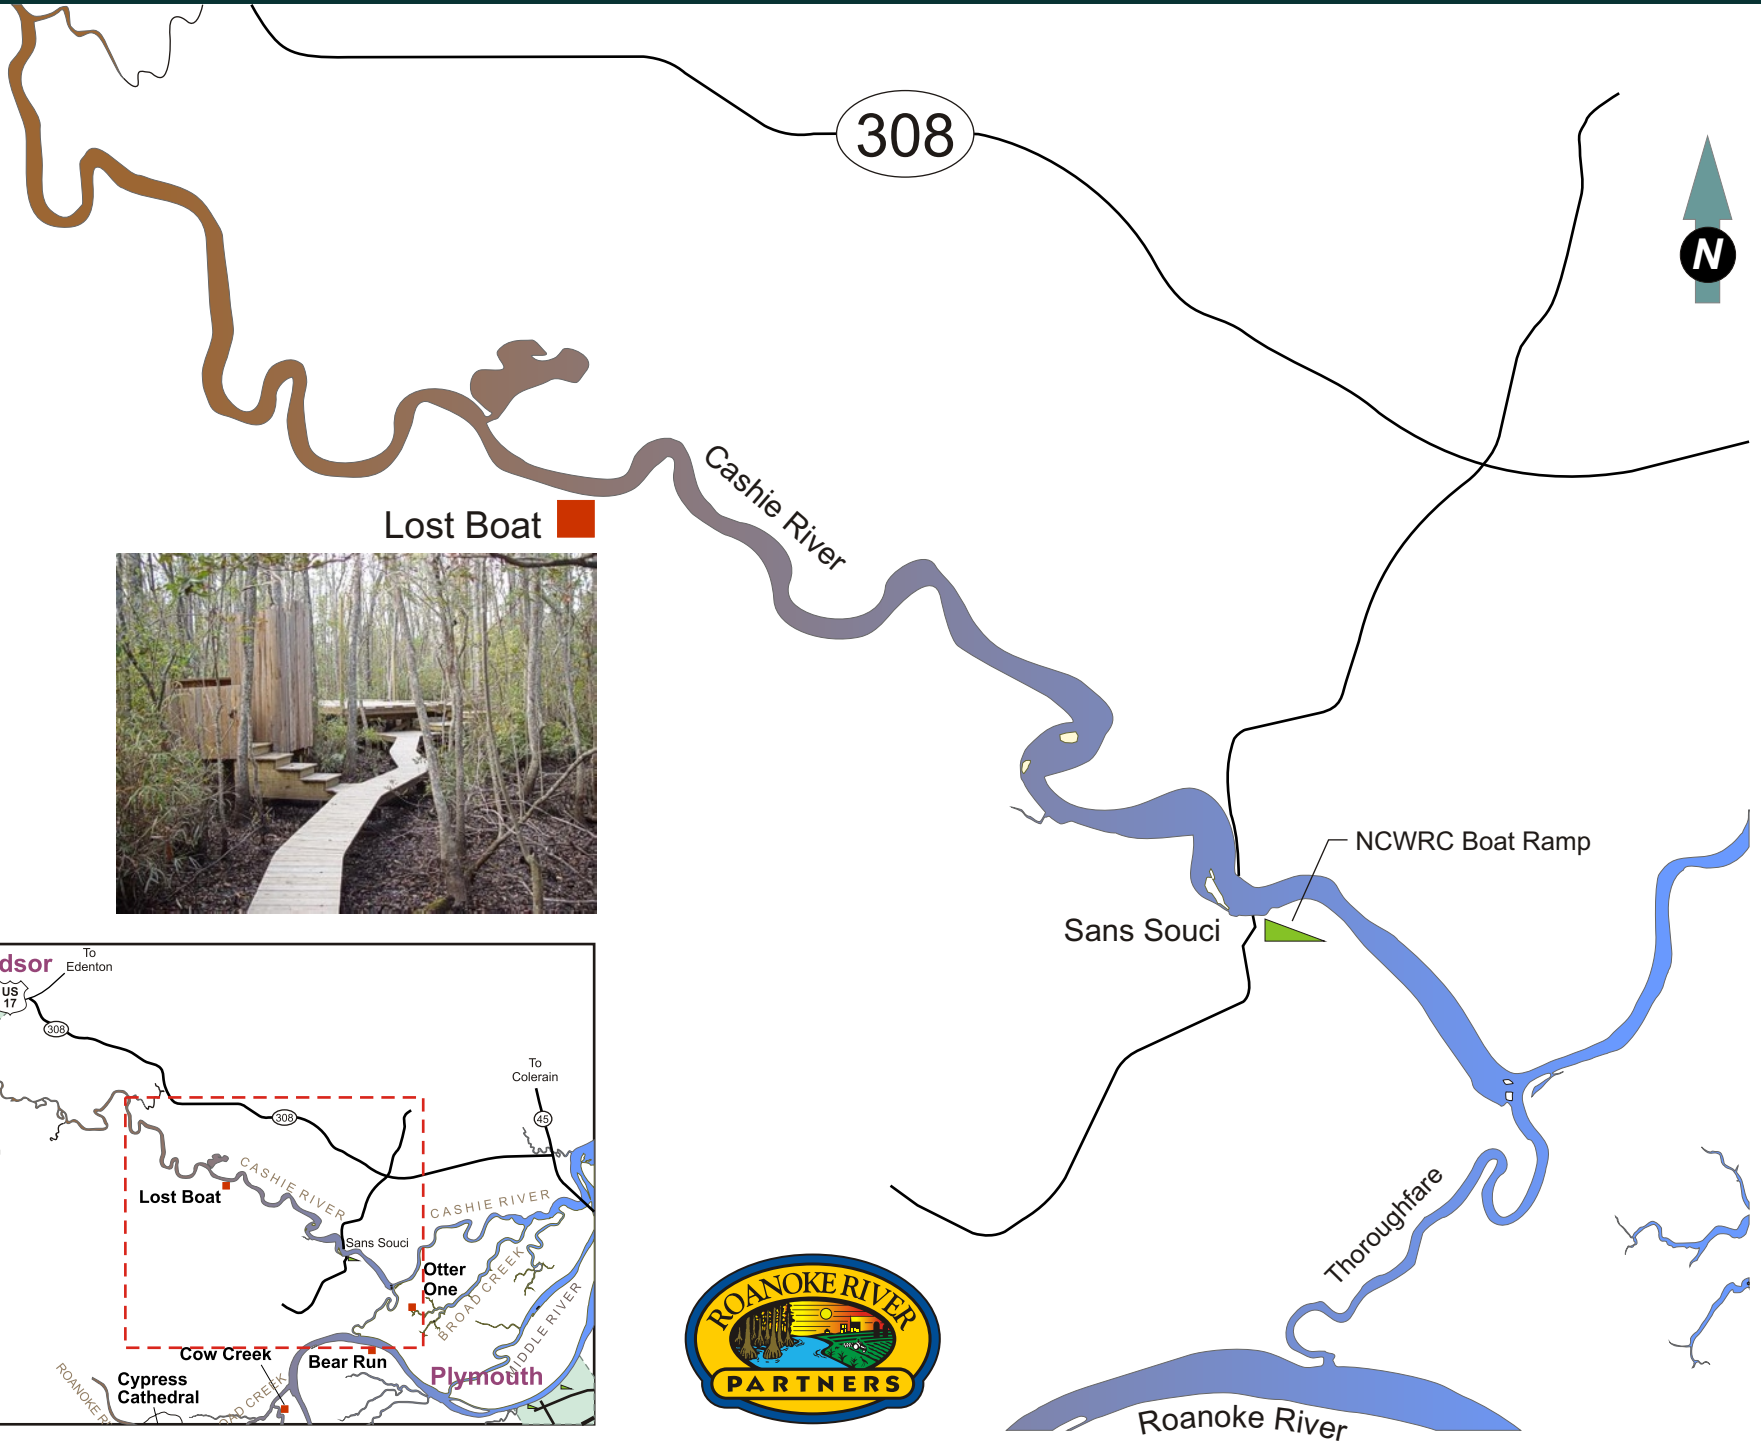 308
N
Cashie River
Lost Boat
NCWRC Boat Ramp
Sans Souci
Thoroughfare
Roanoke River
ROANOKE RIVER
PARTNERS
dsor
To
Edenton
US
17
308
To
Colerain
308
45
CASHIE RIVER
CASHIE RIVER
Lost Boat
Sans Souci
Otter
One
BROAD CREEK
MIDDLE RIVER
Cow Creek
Bear Run
Plymouth
Cypress
Cathedral
ROANOKE R
OAD CREEK